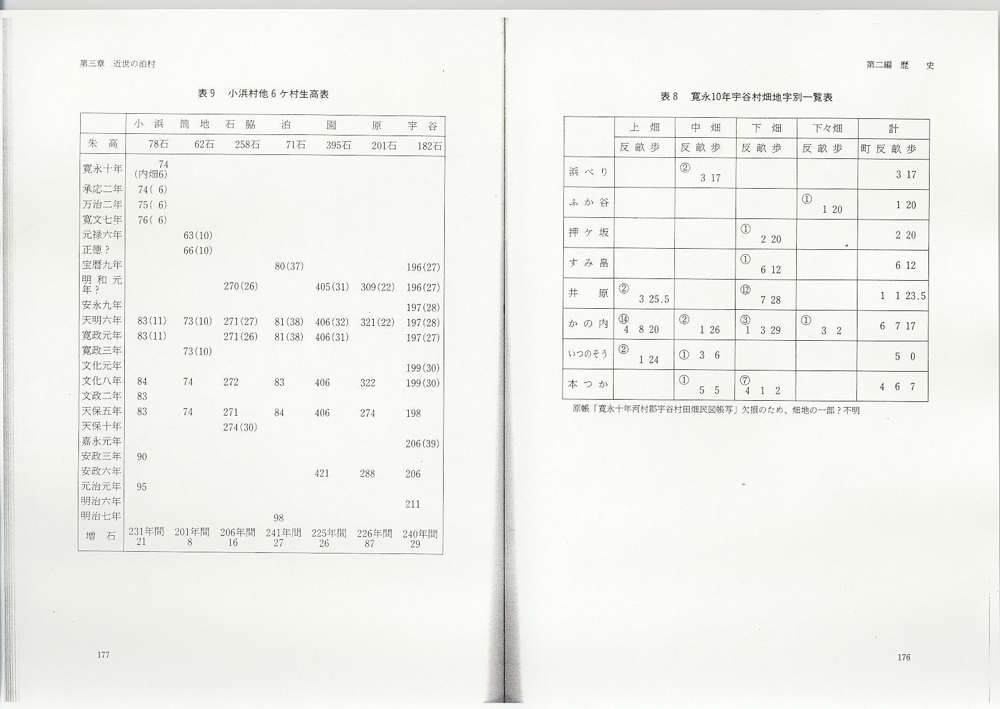 第二編 歴 史
表8 寛永10年宇谷村畑地字別一覧表
上畑 中畑 下畑 下々畑 計
反畝歩 反畝歩 反畝歩 反畝歩 町反畝歩
浜べり ② 3 17 3 17
ふか谷 ① 1 20 1 20
押ケ坂 ① 2 20 2 20
すみ畠 ① 6 12 6 12
井原 ② 3 25.5 ⑫ 7 28 1 1 23.5
かの内 ⑭ 4 8 20 ② 1 26 ③ 1 3 29 ① 3 2 6 7 17
いつのそう ② 1 24 ① 3 6 5 0
本つか ① 5 5 ⑦ 4 1 2 4 6 7
原帳「寛永十年河村郡宇谷村田畑民図帳写」欠損のため、畑地の一部?不明
176
第三章 近世の泊村
表9 小浜村他6ケ村生高表
小浜 筒地 石脇 泊 園 原 宇谷
朱高 78石 62石 258石 71石 395石 201石 182石
寛永十年 74
(内畑6)
承応二年 74( 6)
万治二年 75( 6)
寛文七年 76( 6)
元禄六年 63(10)
正徳? 66(10)
宝暦九年 80(37) 196(27)
明和元
年? 270(26) 405(31) 309(22) 196(27)
安永九年 197(28)
天明六年 83(11) 73(10) 271(27) 81(38) 406(32) 321(22) 197(28)
寛政元年 83(11) 271(26) 81(38) 406(31) 197(27)
寛政三年 73(10)
文化元年 199(30)
文化八年 84 74 272 83 406 322 199(30)
文政二年 83
天保五年 83 74 271 84 406 274 198
天保十年 274(30)
嘉永元年 206(39)
安政三年 90
安政六年 421 288 206
元治元年 95
明治六年 211
明治七年 98
増石 231年間 201年間 206年間 241年間 225年間 226年間 240年間
21 8 16 27 26 87 29
177